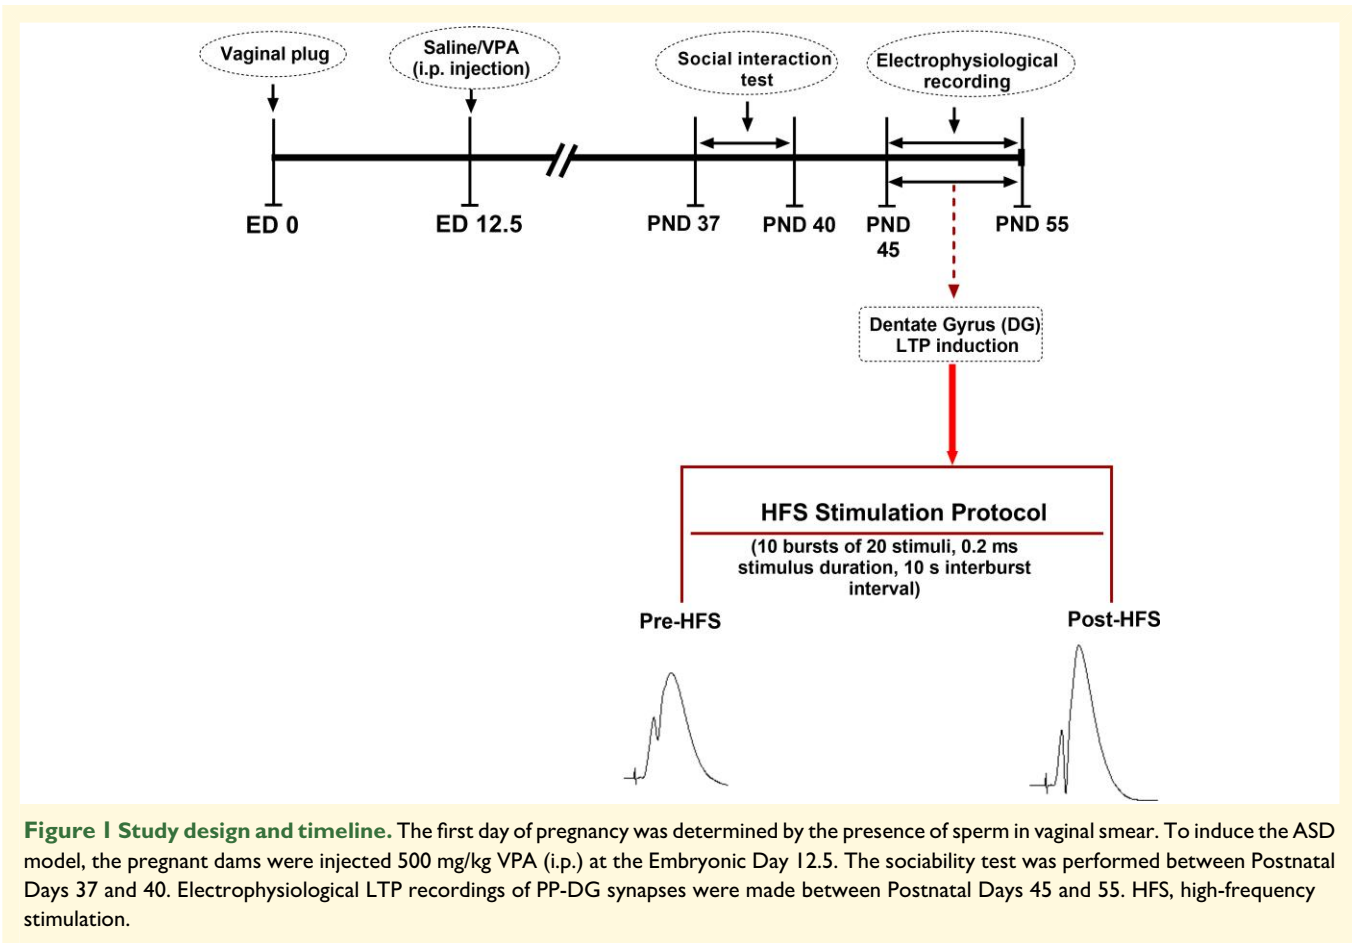 Vaginal plug
Saline/VPA
(i.p. injection)
Social interaction
test
Electrophysiological
recording
ED 0
ED 12.5
PND 37
PND 40
PND
45
PND 55
Dentate Gyrus (DG)
LTP induction
HFS Stimulation Protocol
(10 bursts of 20 stimuli, 0.2 ms
stimulus duration, 10 s interburst
interval)
Pre-HFS
Post-HFS
Figure 1 Study design and timeline. The first day of pregnancy was determined by the presence of sperm in vaginal smear. To induce the ASD
model, the pregnant dams were injected 500 mg/kg VPA (i.p.) at the Embryonic Day 12.5. The sociability test was performed between Postnatal
Days 37 and 40. Electrophysiological LTP recordings of PP-DG synapses were made between Postnatal Days 45 and 55. HFS, high-frequency
stimulation.